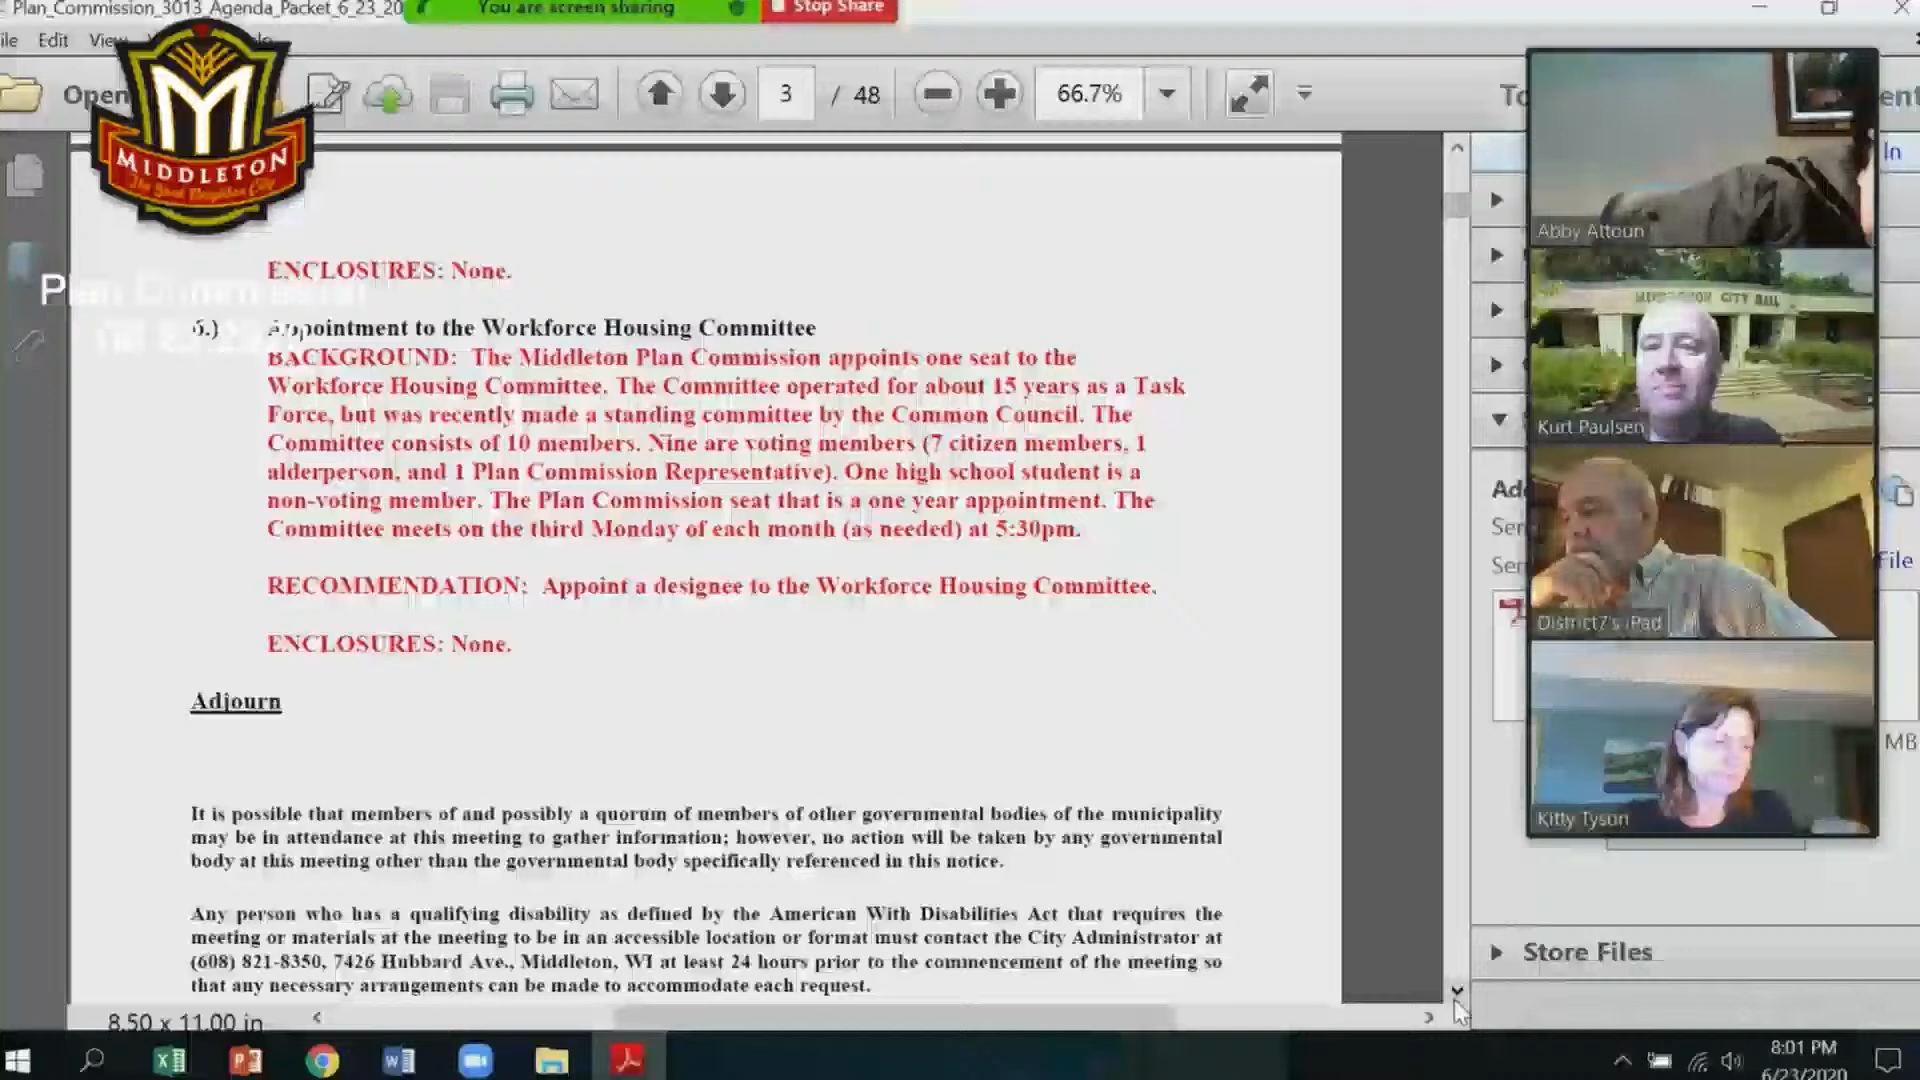 Plan_Commission_3013_Agenda_Packet_6_23_20
You are screen sharing
Stop Share
Edit
View
Open
3 / 48
66.7%
MIDDLETON
The Good Neighbor City
ENCLOSURES: None.
Appointment to the Workforce Housing Committee
BACKGROUND: The Middleton Plan Commission appoints one seat to the
Workforce Housing Committee. The Committee operated for about 15 years as a Task
Force, but was recently made a standing committee by the Common Council. The
Committee consists of 10 members. Nine are voting members (7 citizen members, 1
alderperson, and 1 Plan Commission Representative). One high school student is a
non-voting member. The Plan Commission seat that is a one year appointment. The
Committee meets on the third Monday of each month (as needed) at 5:30pm.
RECOMMENDATION: Appoint a designee to the Workforce Housing Committee.
ENCLOSURES: None.
Adjourn
It is possible that members of and possibly a quorum of members of other governmental bodies of the municipality
may be in attendance at this meeting to gather information; however, no action will be taken by any governmental
body at this meeting other than the governmental body specifically referenced in this notice.
Any person who has a qualifying disability as defined by the American With Disabilities Act that requires the
meeting or materials at the meeting to be in an accessible location or format must contact the City Administrator at
(608) 821-8350, 7426 Hubbard Ave., Middleton, WI at least 24 hours prior to the commencement of the meeting so
that any necessary arrangements can be made to accommodate each request.
8.50 x 11.00 in
Abby Attoun
MIDDLETON CITY HALL
Kurt Paulsen
District7's iPad
Kitty Tyson
In
File
MB
Store Files
8:01 PM
6/23/2020